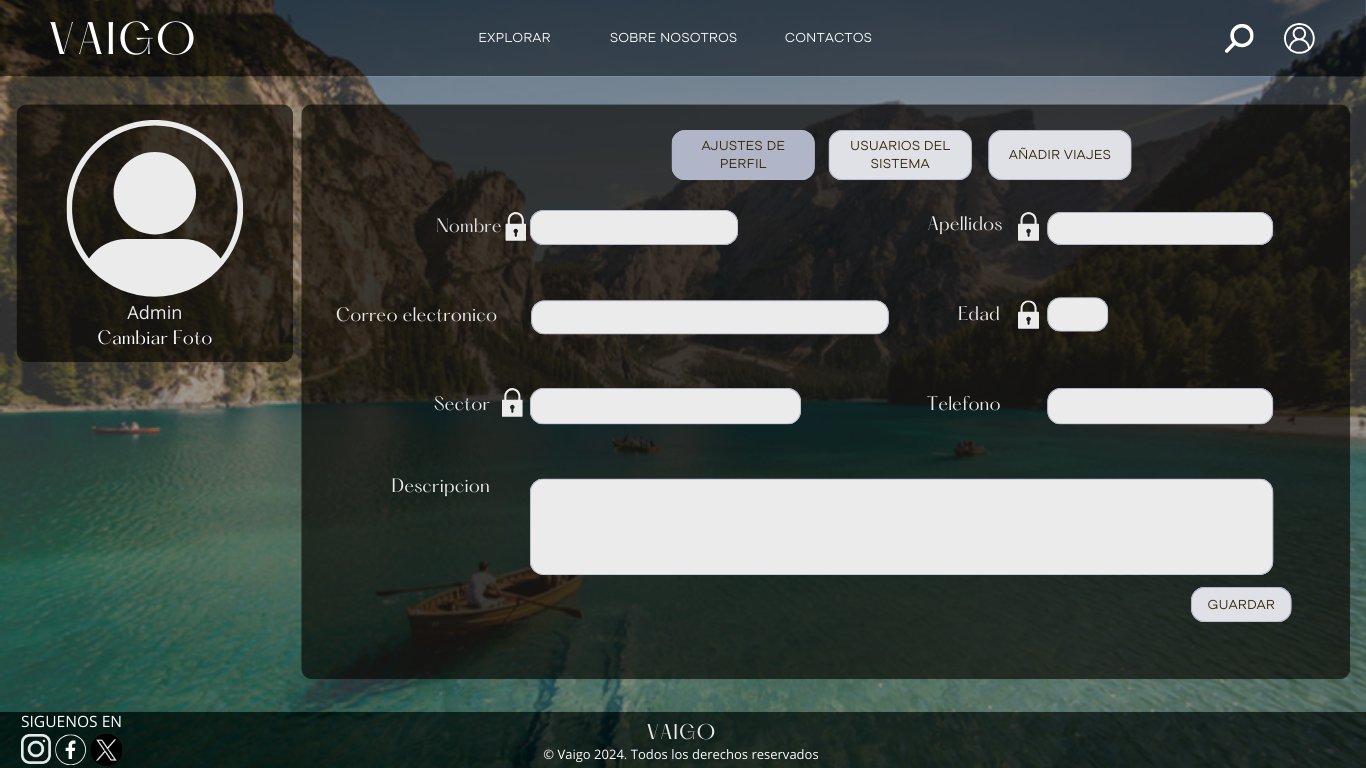 VAIGO
EXPLORAR
SOBRE NOSOTROS
CONTACTOS
Admin
Cambiar Foto
AJUSTES DE
PERFIL
USUARIOS DEL
SISTEMA
AÑADIR VIAJES
Nombre
Apellidos
Correo electronico
Edad
Sector
Telefono
Descripcion
GUARDAR
SIGUENOS EN
VAIGO
© Vaigo 2024. Todos los derechos reservados